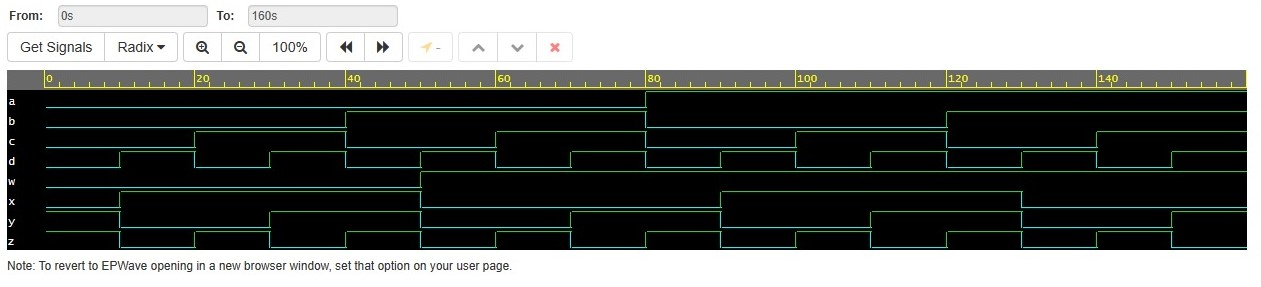 From: 0s To: 160s
Get Signals Radix 100% -
0 20 40 60 80 100 120 140
a
b
c
d
w
x
y
z
Note: To revert to EPWave opening in a new browser window, set that option on your user page.